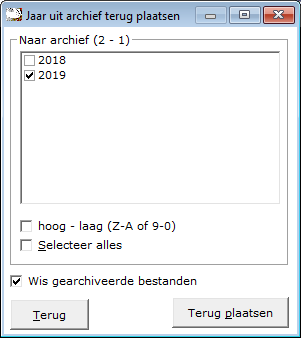 Jaar uit archief terug plaatsen
Naar archief (2 - 1)
2018
2019
hoog - laag (Z-A of 9-0)
Selecteer alles
Wis gearchiveerde bestanden
Terug
Terug plaatsen